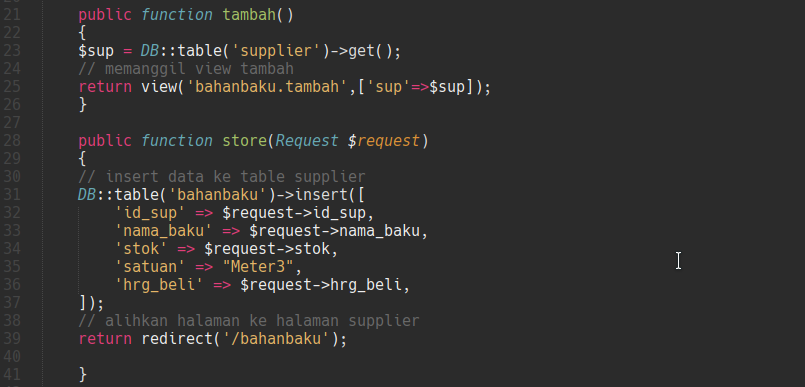 21 public function tambah()
22 {
23 $sup = DB::table('supplier')->get();
24 // memanggil view tambah
25 return view('bahanbaku.tambah',['sup'=>$sup]);
26 }
27
28 public function store(Request $request)
29 {
30 // insert data ke table supplier
31 DB::table('bahanbaku')->insert([
32 'id_sup' => $request->id_sup,
33 'nama_baku' => $request->nama_baku,
34 'stok' => $request->stok,
35 'satuan' => "Meter3",
36 'hrg_beli' => $request->hrg_beli,
37 ]);
38 // alihkan halaman ke halaman supplier
39 return redirect('/bahanbaku');
40
41 }